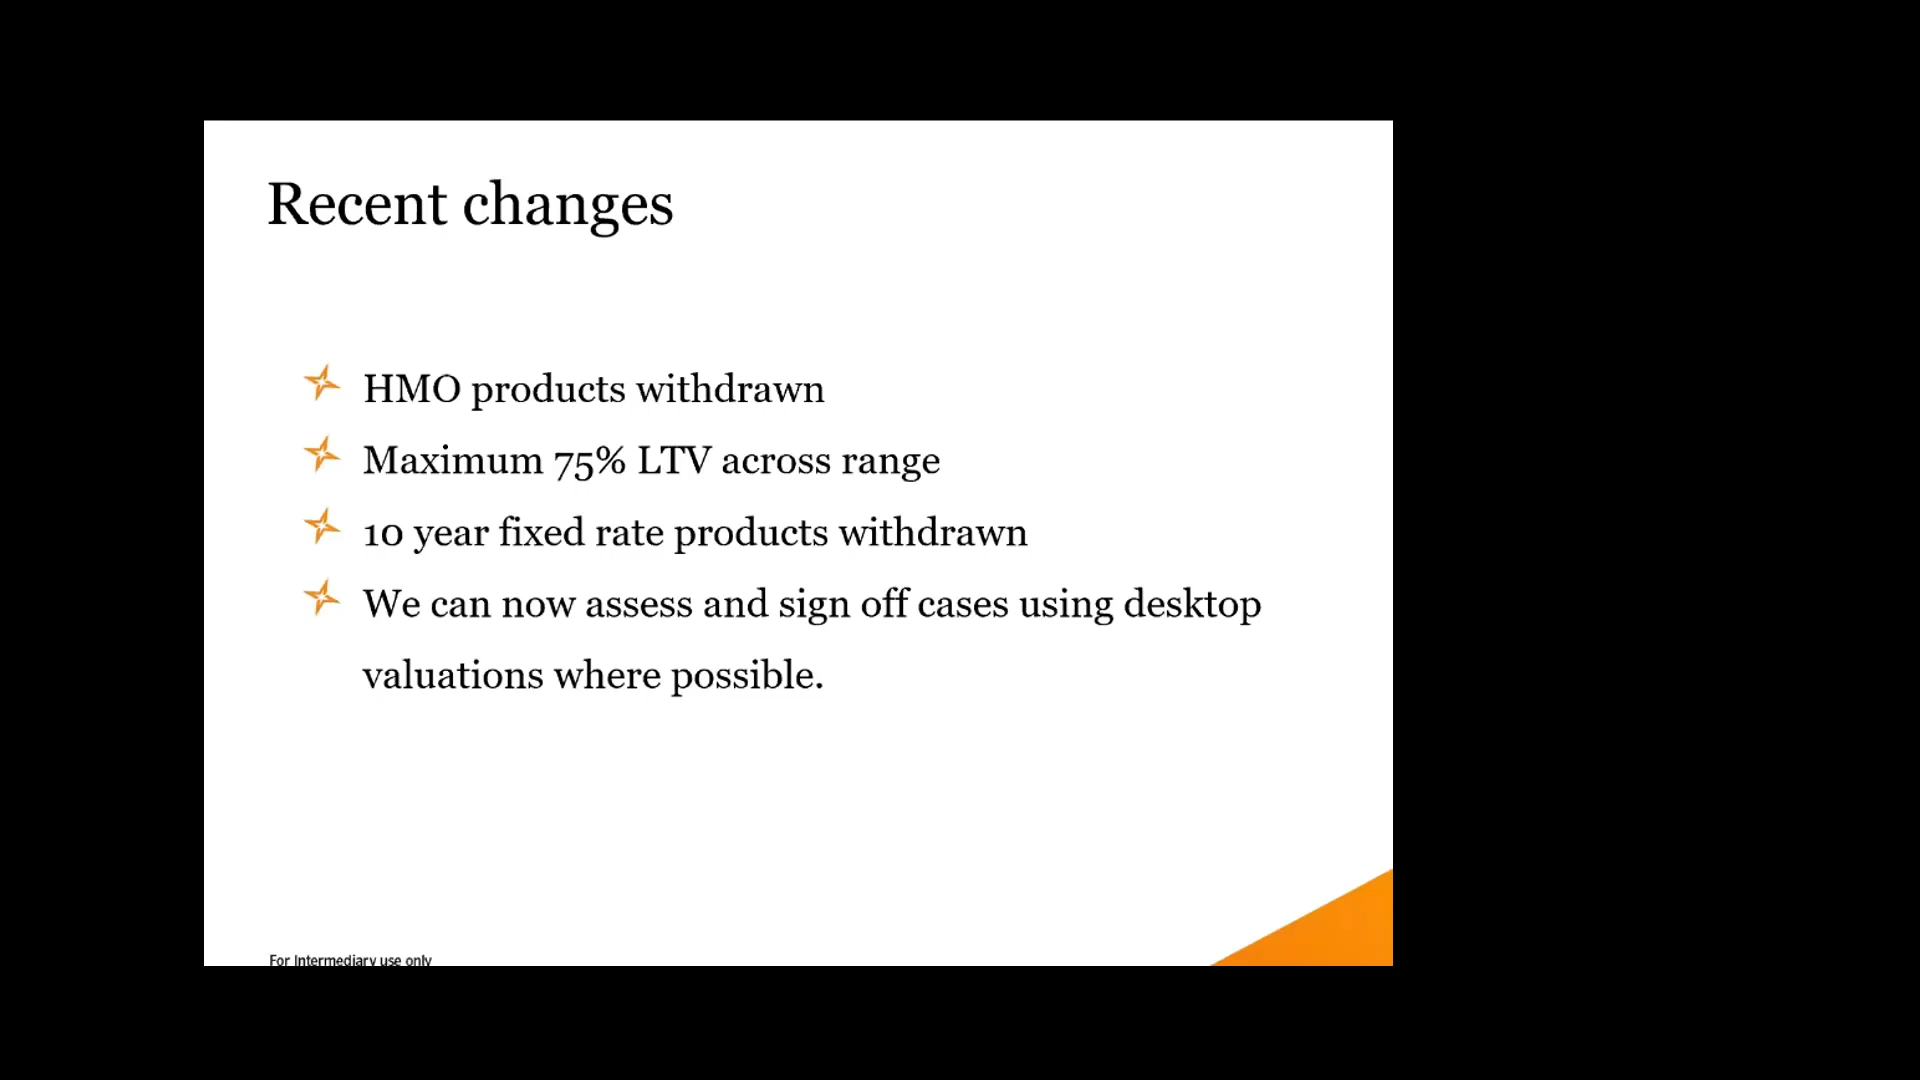 Recent changes
HMO products withdrawn
Maximum 75% LTV across range
10 year fixed rate products withdrawn
We can now assess and sign off cases using desktop
valuations where possible.
For Intermediary use only